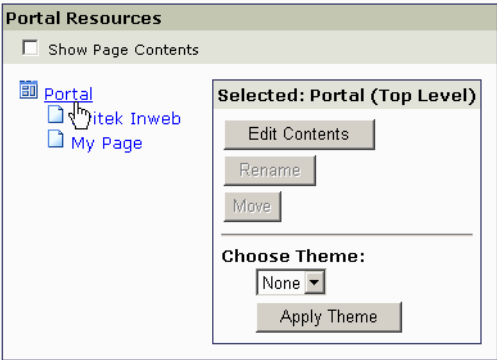 Portal Resources
Show Page Contents
Portal
itek Inweb
My Page
Selected: Portal (Top Level)
Edit Contents
Rename
Move
Choose Theme:
None
Apply Theme